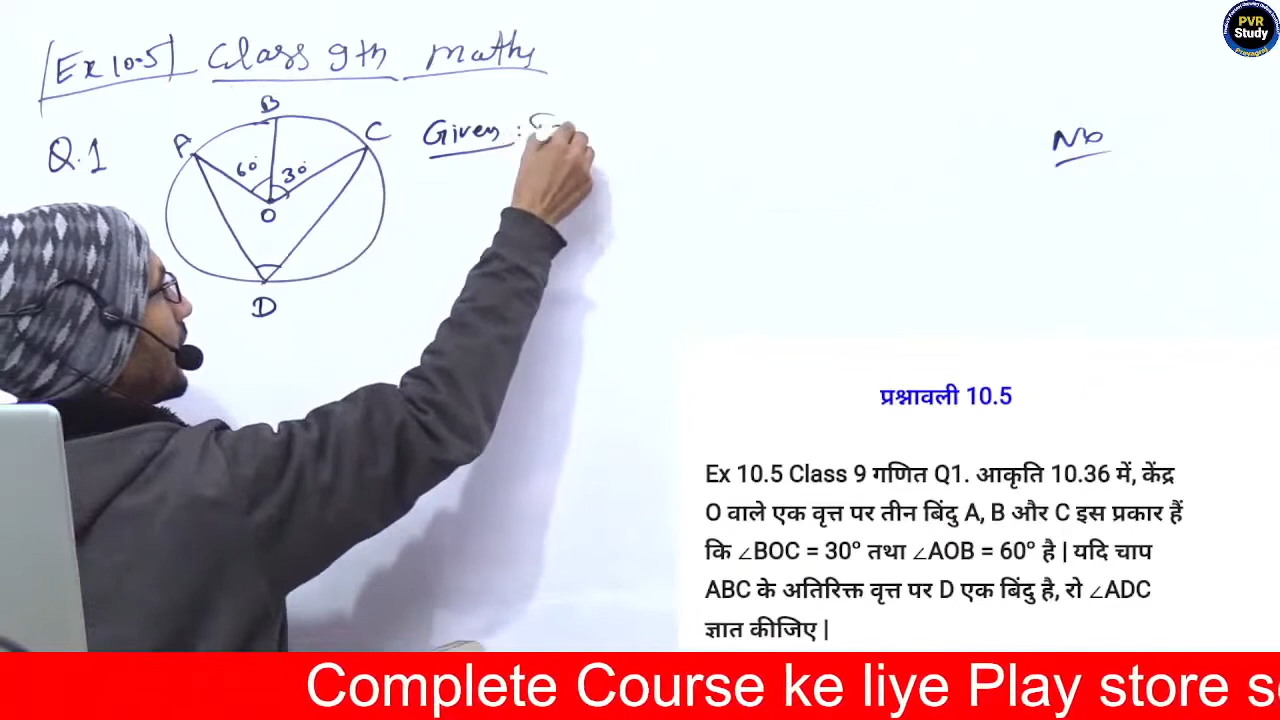 [Ex 10.5] Class 9th Maths
Q.1
B
A
C
60°
30°
O
D
Given :
No
PVR
Study
Prayagraj
प्रश्नावली 10.5
Ex 10.5 Class 9 गणित Q1. आकृति 10.36 में, केंद्र
O वाले एक वृत्त पर तीन बिंदु A, B और C इस प्रकार हैं
कि ∠BOC = 30° तथा ∠AOB = 60° है | यदि चाप
ABC के अतिरिक्त वृत्त पर D एक बिंदु है, रो ∠ADC
ज्ञात कीजिए |
Complete Course ke liye Play store s